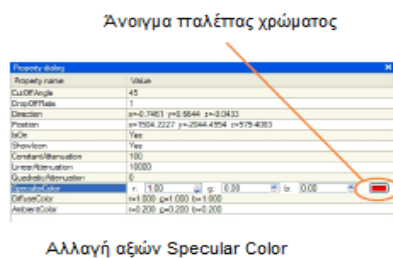 Άνοιγμα παλέπας χρώματος
Property dialog
Property name Value
CutOffAngle 45
DropOffRate 1
Direction x=-0.7461 y=0.6644 z=-0.0433
Position x=1504.2227 y=-2044.4954 z=579.4083
IsOn Yes
ShowIcon Yes
ConstantAttenuation 100
LinearAttenuation 10000
QuadraticAttenuation 0
SpecularColor r: 1.00 g: 0.00 b: 0.00
DiffuseColor r=1.000 g=1.000 b=1.000
AmbientColor r=0.200 g=0.200 b=0.200
Αλλαγή αξιών Specular Color